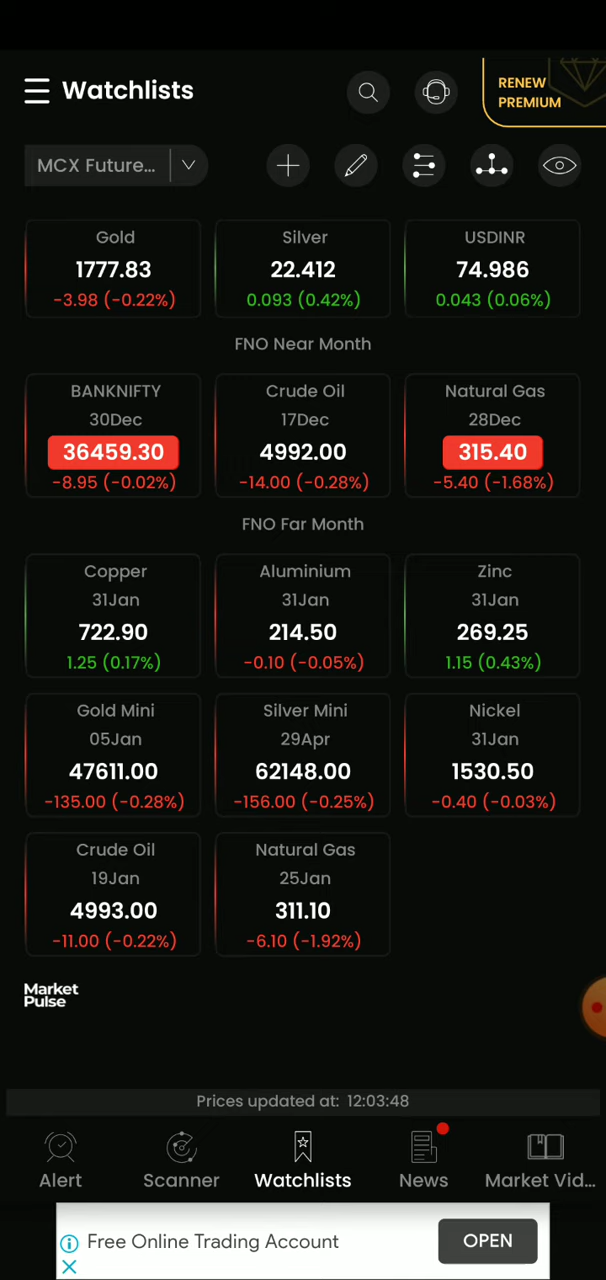 Watchlists
RENEW
PREMIUM
MCX Future...
Gold Silver USDINR
1777.83 22.412 74.986
-3.98 (-0.22%) 0.093 (0.42%) 0.043 (0.06%)
FNO Near Month
BANKNIFTY Crude Oil Natural Gas
30Dec 17Dec 28Dec
36459.30 4992.00 315.40
-8.95 (-0.02%) -14.00 (-0.28%) -5.40 (-1.68%)
FNO Far Month
Copper Aluminium Zinc
31Jan 31Jan 31Jan
722.90 214.50 269.25
1.25 (0.17%) -0.10 (-0.05%) 1.15 (0.43%)
Gold Mini Silver Mini Nickel
05Jan 29Apr 31Jan
47611.00 62148.00 1530.50
-135.00 (-0.28%) -156.00 (-0.25%) -0.40 (-0.03%)
Crude Oil Natural Gas
19Jan 25Jan
4993.00 311.10
-11.00 (-0.22%) -6.10 (-1.92%)
Market
Pulse
Prices updated at: 12:03:48
Alert Scanner Watchlists News Market Vid...
Free Online Trading Account OPEN